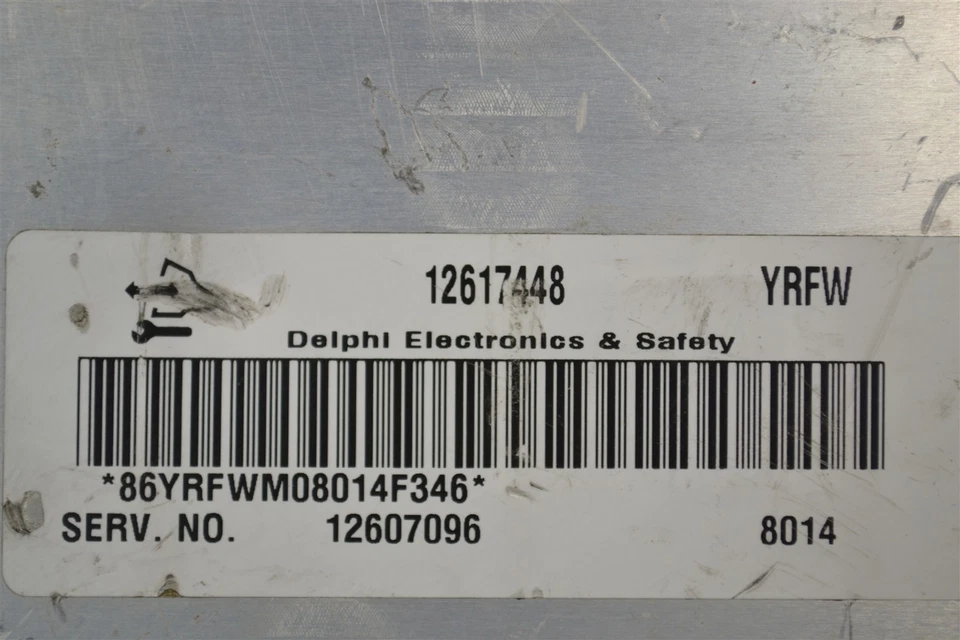 12617448 YRFW
Delphi Electronics & Safety
*86YRFWM08014F346*
SERV. NO. 12607096 8014